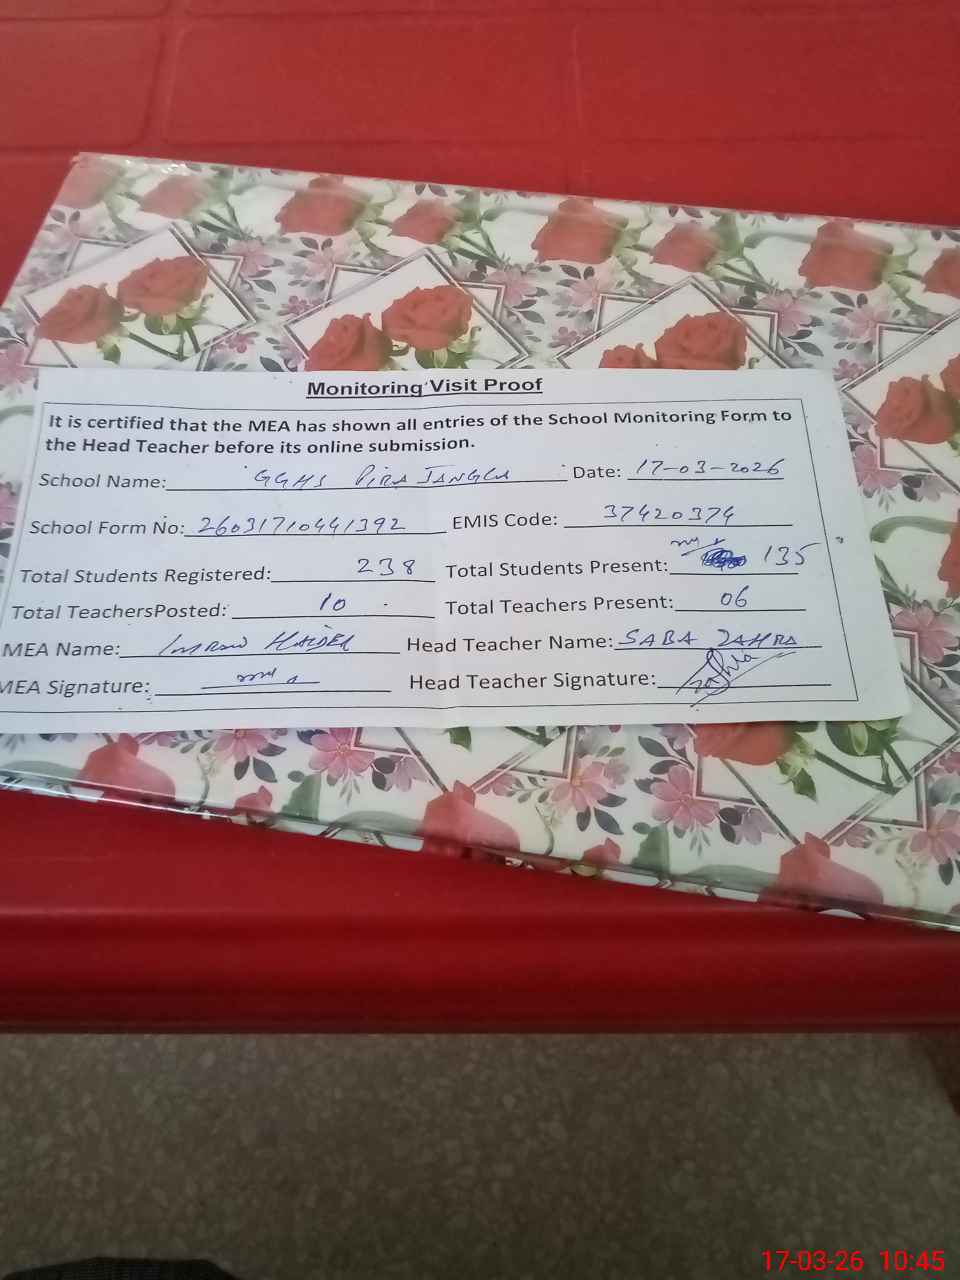 Monitoring Visit Proof
It is certified that the MEA has shown all entries of the School Monitoring Form to
the Head Teacher before its online submission.
School Name: GGHS PIRA JANGLA Date: 17-03-2026
School Form No: 26031710441392 EMIS Code: 37420374
Total Students Registered: 238 Total Students Present: 135
Total TeachersPosted: 10 Total Teachers Present: 06
MEA Name: IMRAN HAIDER Head Teacher Name: SABA ZAHRA
MEA Signature: Head Teacher Signature: Zahra
17-03-26 10:45